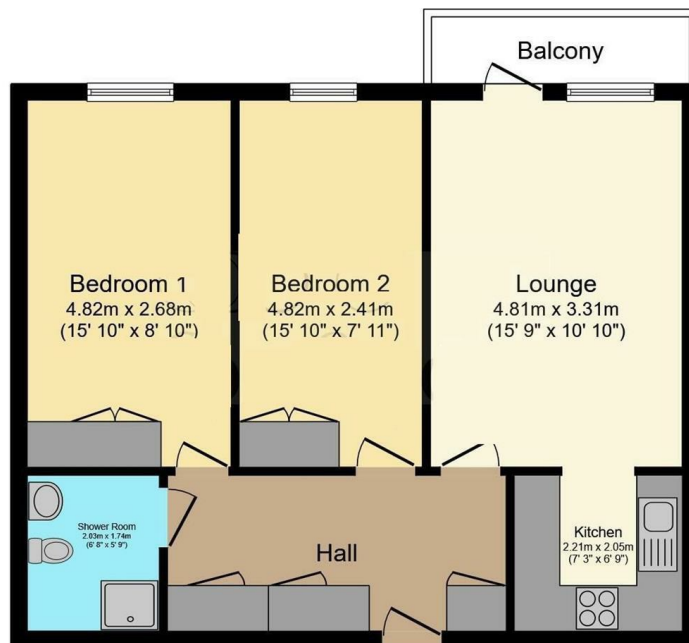 Balcony
Bedroom 1
4.82m x 2.68m
(15' 10" x 8' 10")
Bedroom 2
4.82m x 2.41m
(15' 10" x 7' 11")
Lounge
4.81m x 3.31m
(15' 9" x 10' 10")
Shower Room
2.03m x 1.74m
(6' 8" x 5' 9")
Hall
Kitchen
2.21m x 2.05m
(7' 3" x 6' 9")